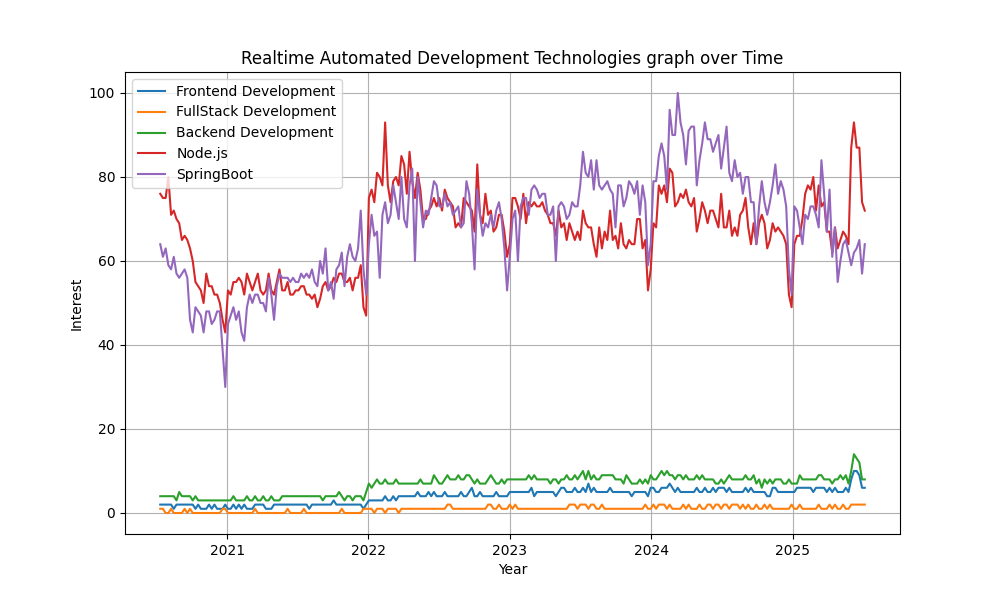 Realtime Automated Development Technologies graph over Time
Frontend Development
FullStack Development
Backend Development
Node.js
SpringBoot
100
80
60
40
20
0
Interest
2021
2022
2023
2024
2025
Year